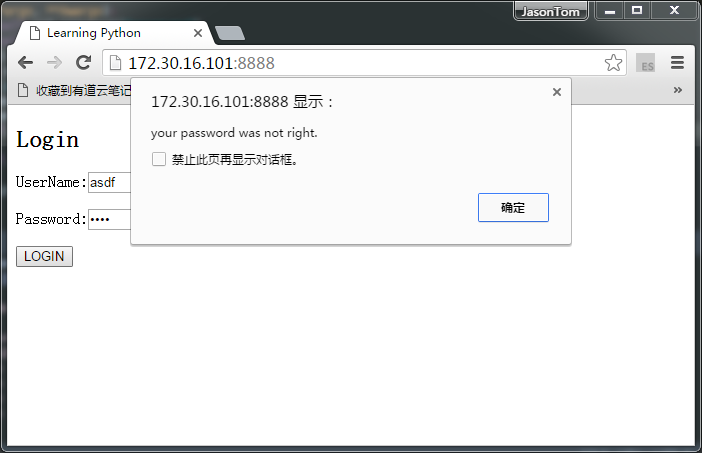 JasonTom
Learning Python
172.30.16.101:8888
ES
收藏到有道云笔记
172.30.16.101:8888 显示：
your password was not right.
禁止此页再显示对话框。
确定
Login
UserName:asdf
Password:••••
LOGIN